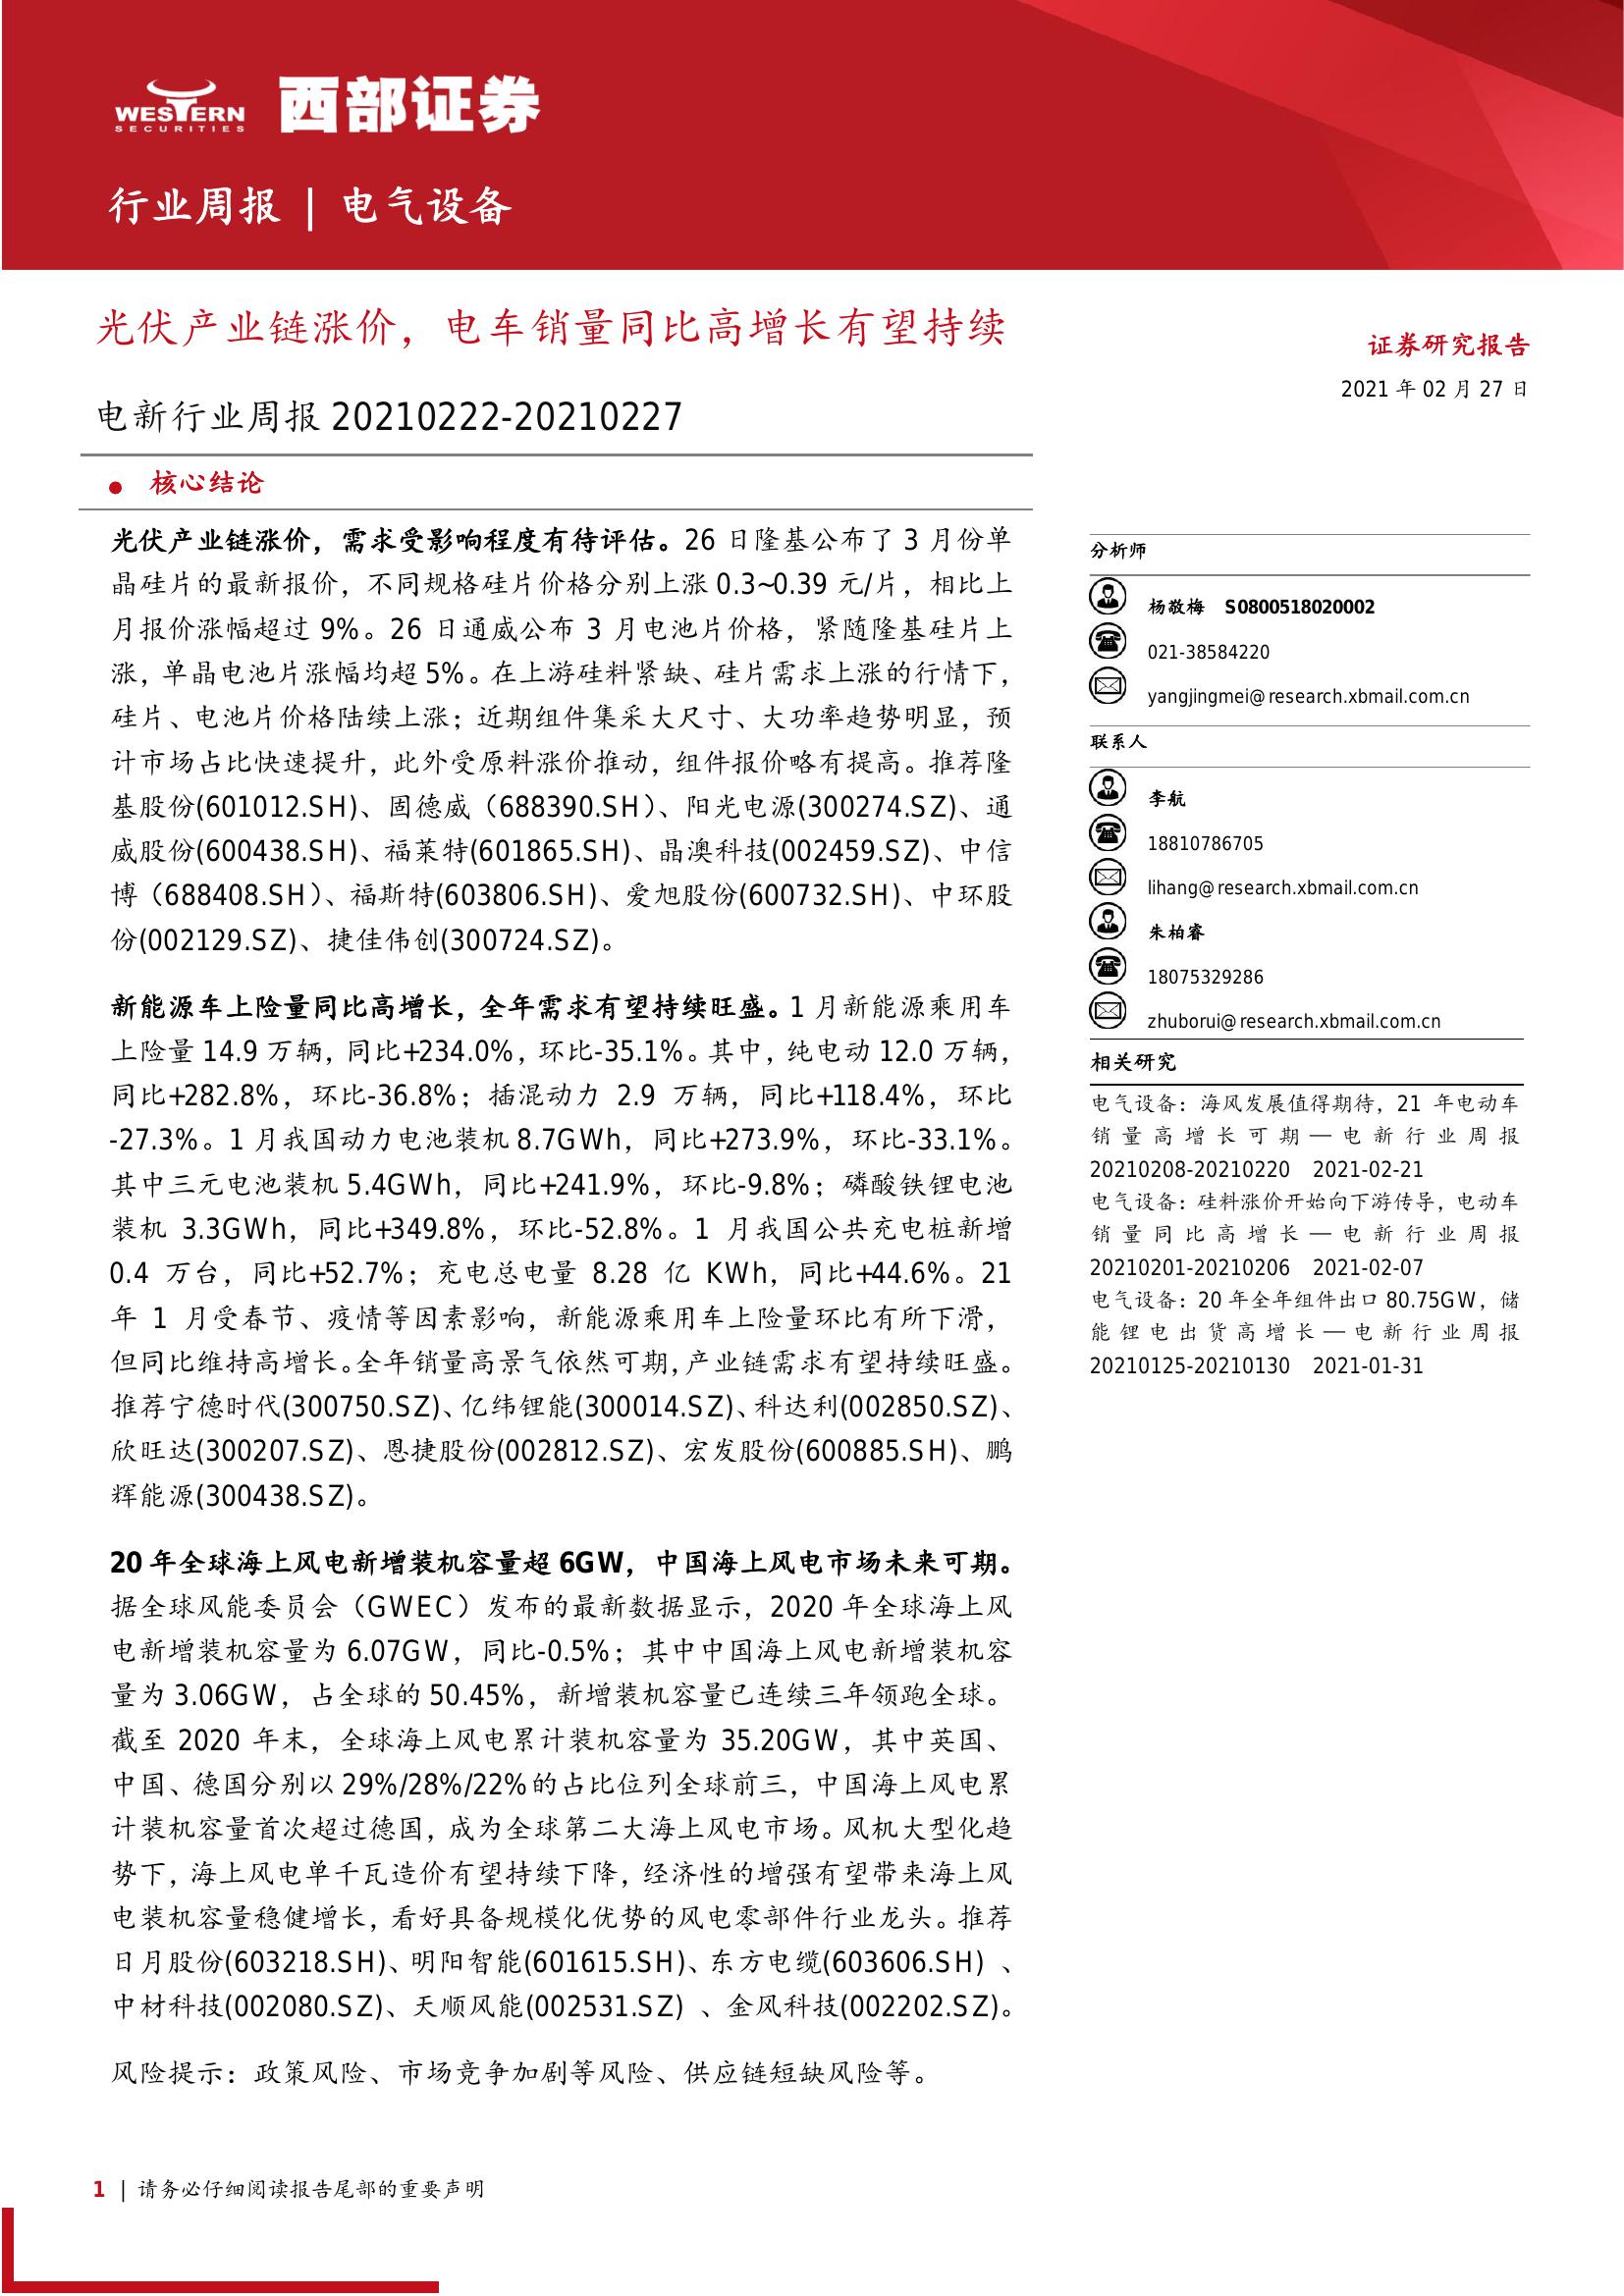 WESTERN
SECURITIES
西部证券
行业周报 | 电气设备
光伏产业链涨价，电车销量同比高增长有望持续
电新行业周报 20210222-20210227
证券研究报告
2021 年 02 月 27 日
● 核心结论
光伏产业链涨价，需求受影响程度有待评估。26 日隆基公布了 3 月份单
晶硅片的最新报价，不同规格硅片价格分别上涨 0.3~0.39 元/片，相比上
月报价涨幅超过 9%。26 日通威公布 3 月电池片价格，紧随隆基硅片上
涨，单晶电池片涨幅均超 5%。在上游硅料紧缺、硅片需求上涨的行情下，
硅片、电池片价格陆续上涨；近期组件集采大尺寸、大功率趋势明显，预
计市场占比快速提升，此外受原料涨价推动，组件报价略有提高。推荐隆
基股份(601012.SH)、固德威（688390.SH）、阳光电源(300274.SZ)、通
威股份(600438.SH)、福莱特(601865.SH)、晶澳科技(002459.SZ)、中信
博（688408.SH）、福斯特(603806.SH)、爱旭股份(600732.SH)、中环股
份(002129.SZ)、捷佳伟创(300724.SZ)。
新能源车上险量同比高增长，全年需求有望持续旺盛。1 月新能源乘用车
上险量 14.9 万辆，同比+234.0%，环比-35.1%。其中，纯电动 12.0 万辆，
同比+282.8%，环比-36.8%；插混动力 2.9 万辆，同比+118.4%，环比
-27.3%。1 月我国动力电池装机 8.7GWh，同比+273.9%，环比-33.1%。
其中三元电池装机 5.4GWh，同比+241.9%，环比-9.8%；磷酸铁锂电池
装机 3.3GWh，同比+349.8%，环比-52.8%。1 月我国公共充电桩新增
0.4 万台，同比+52.7%；充电总电量 8.28 亿 KWh，同比+44.6%。21
年 1 月受春节、疫情等因素影响，新能源乘用车上险量环比有所下滑，
但同比维持高增长。全年销量高景气依然可期，产业链需求有望持续旺盛。
推荐宁德时代(300750.SZ)、亿纬锂能(300014.SZ)、科达利(002850.SZ)、
欣旺达(300207.SZ)、恩捷股份(002812.SZ)、宏发股份(600885.SH)、鹏
辉能源(300438.SZ)。
20 年全球海上风电新增装机容量超 6GW，中国海上风电市场未来可期。
据全球风能委员会（GWEC）发布的最新数据显示，2020 年全球海上风
电新增装机容量为 6.07GW，同比-0.5%；其中中国海上风电新增装机容
量为 3.06GW，占全球的 50.45%，新增装机容量已连续三年领跑全球。
截至 2020 年末，全球海上风电累计装机容量为 35.20GW，其中英国、
中国、德国分别以 29%/28%/22%的占比位列全球前三，中国海上风电累
计装机容量首次超过德国，成为全球第二大海上风电市场。风机大型化趋
势下，海上风电单千瓦造价有望持续下降，经济性的增强有望带来海上风
电装机容量稳健增长，看好具备规模化优势的风电零部件行业龙头。推荐
日月股份(603218.SH)、明阳智能(601615.SH)、东方电缆(603606.SH) 、
中材科技(002080.SZ)、天顺风能(002531.SZ) 、金风科技(002202.SZ)。
风险提示：政策风险、市场竞争加剧等风险、供应链短缺风险等。
分析师
杨敬梅 S0800518020002
021-38584220
yangjingmei@research.xbmail.com.cn
联系人
李航
18810786705
lihang@research.xbmail.com.cn
朱柏睿
18075329286
zhuborui@research.xbmail.com.cn
相关研究
电气设备：海风发展值得期待，21 年电动车
销量高增长可期—电新行业周报
20210208-20210220 2021-02-21
电气设备：硅料涨价开始向下游传导，电动车
销量同比高增长—电新行业周报
20210201-20210206 2021-02-07
电气设备：20 年全年组件出口 80.75GW，储
能锂电出货高增长—电新行业周报
20210125-20210130 2021-01-31
1 | 请务必仔细阅读报告尾部的重要声明